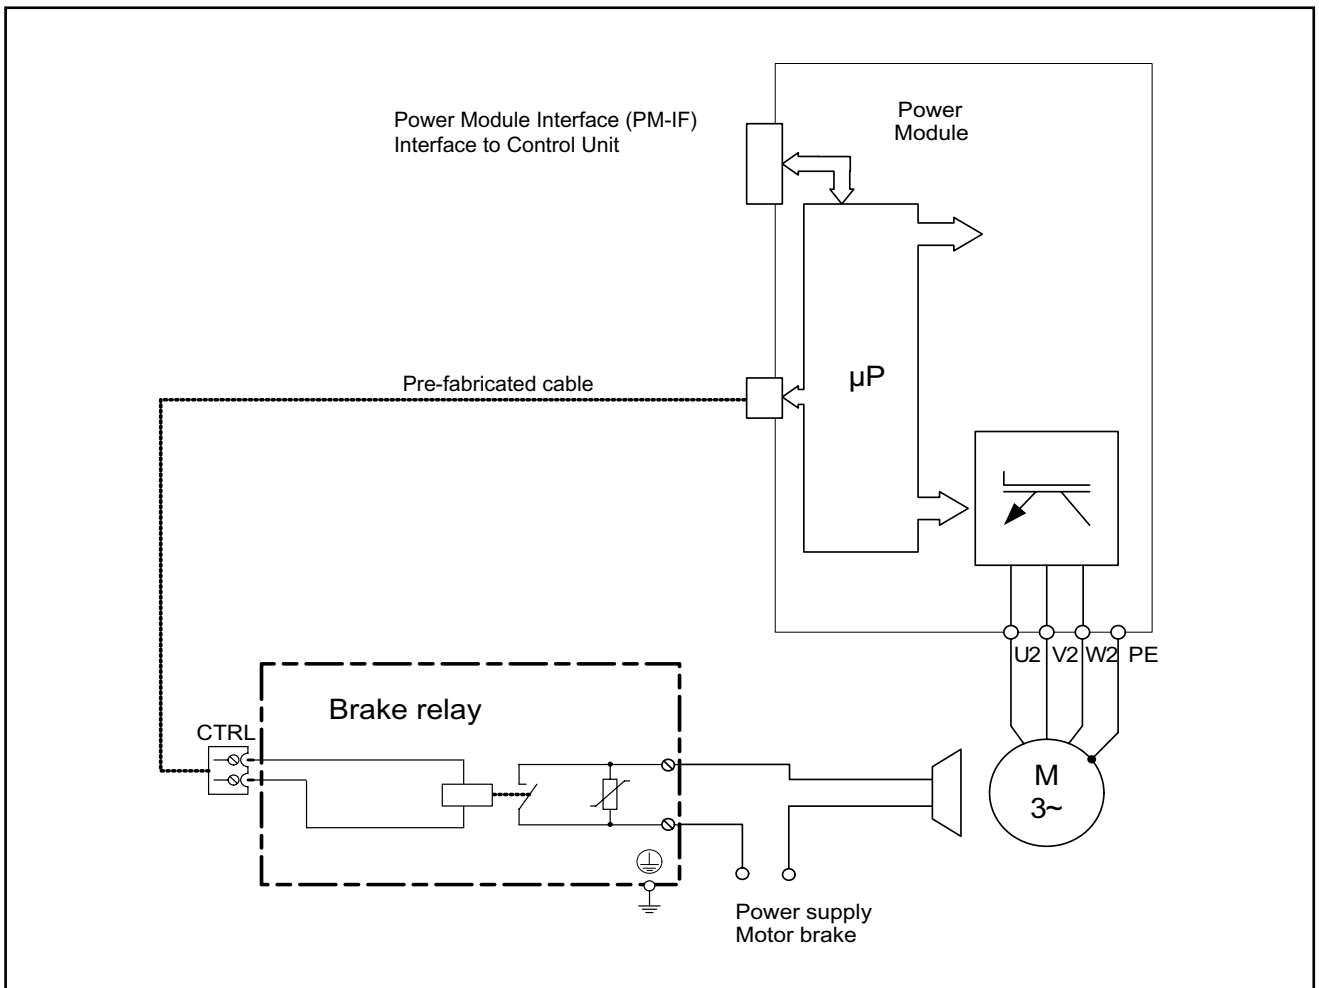 Power Module Interface (PM-IF)
Interface to Control Unit
Power
Module
Pre-fabricated cable
µP
U2
V2
W2
PE
Brake relay
CTRL
M
3~
Power supply
Motor brake